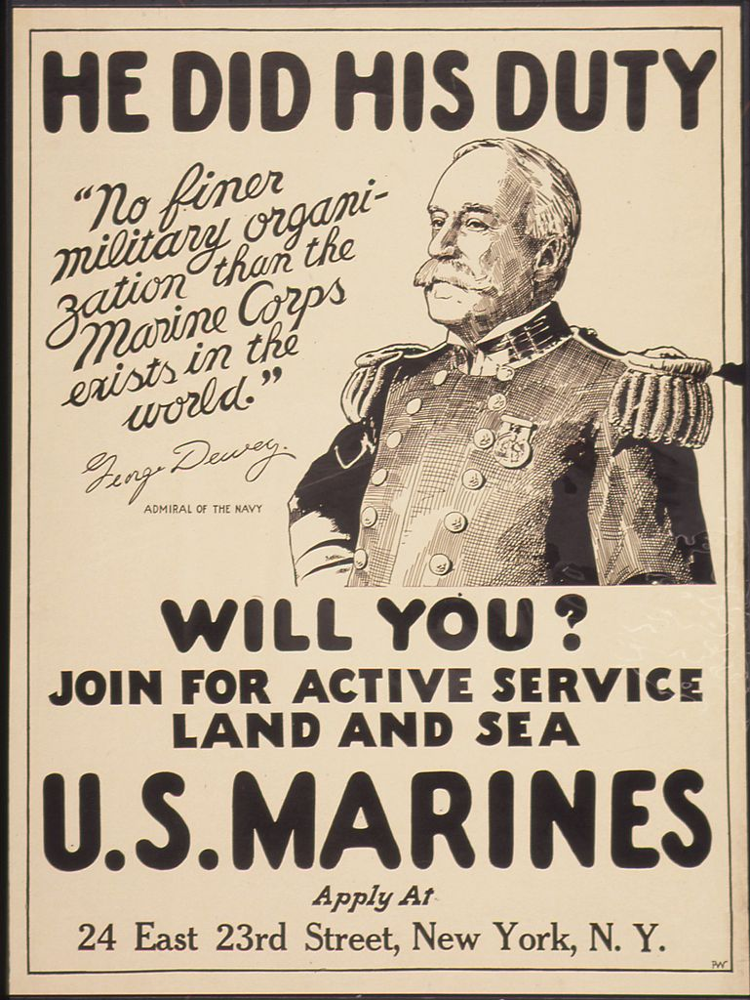 HE DID HIS DUTY
"No finer
military organi-
zation than the
Marine Corps
exists in the
world."
George Dewey.
ADMIRAL OF THE NAVY
WILL YOU?
JOIN FOR ACTIVE SERVICE
LAND AND SEA
U.S. MARINES
Apply At
24 East 23rd Street, New York, N. Y.